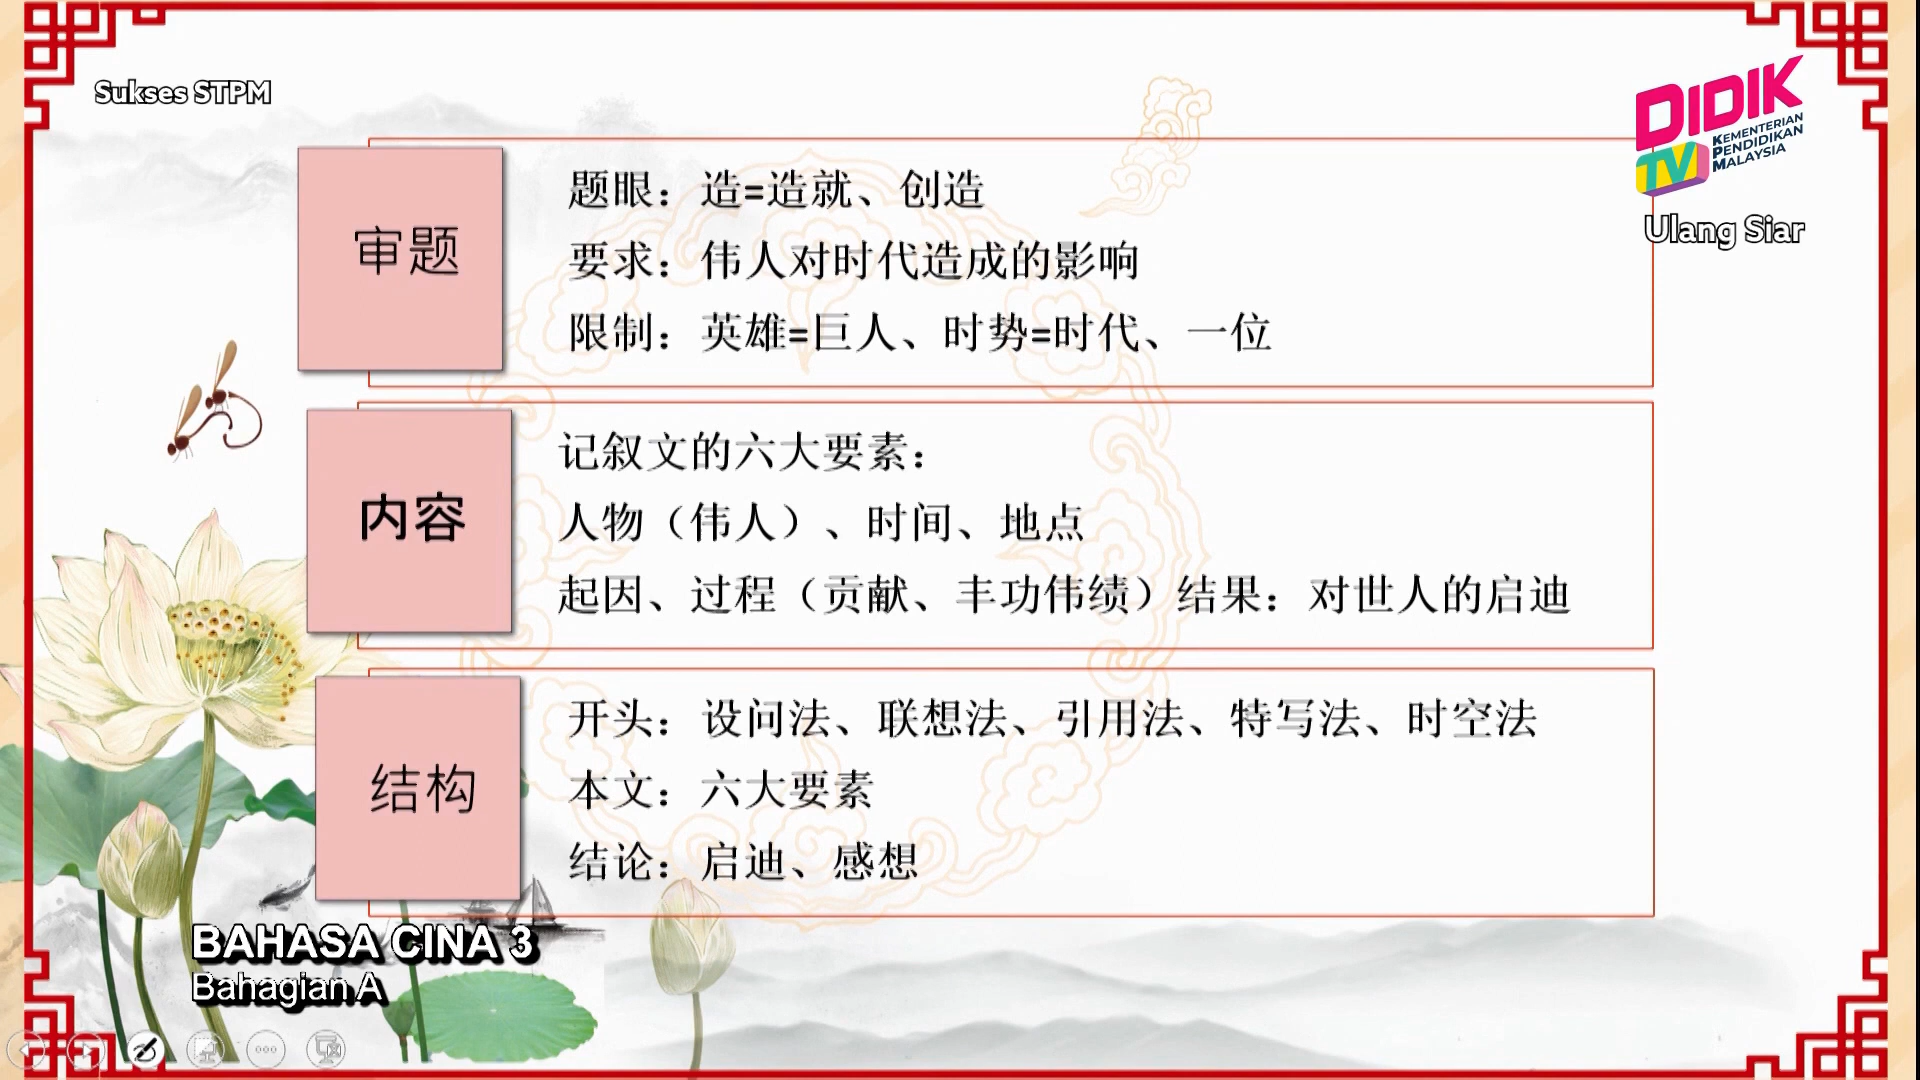 Sukses STPM
DIDIK
TV
KEMENTERIAN
PENDIDIKAN
MALAYSIA
Ulang Siar
审题
题眼：造=造就、创造
要求：伟人对时代造成的影响
限制：英雄=巨人、时势=时代、一位
内容
记叙文的六大要素：
人物（伟人）、时间、地点
起因、过程（贡献、丰功伟绩）结果：对世人的启迪
结构
开头：设问法、联想法、引用法、特写法、时空法
本文：六大要素
结论：启迪、感想
BAHASA CINA 3
Bahagian A